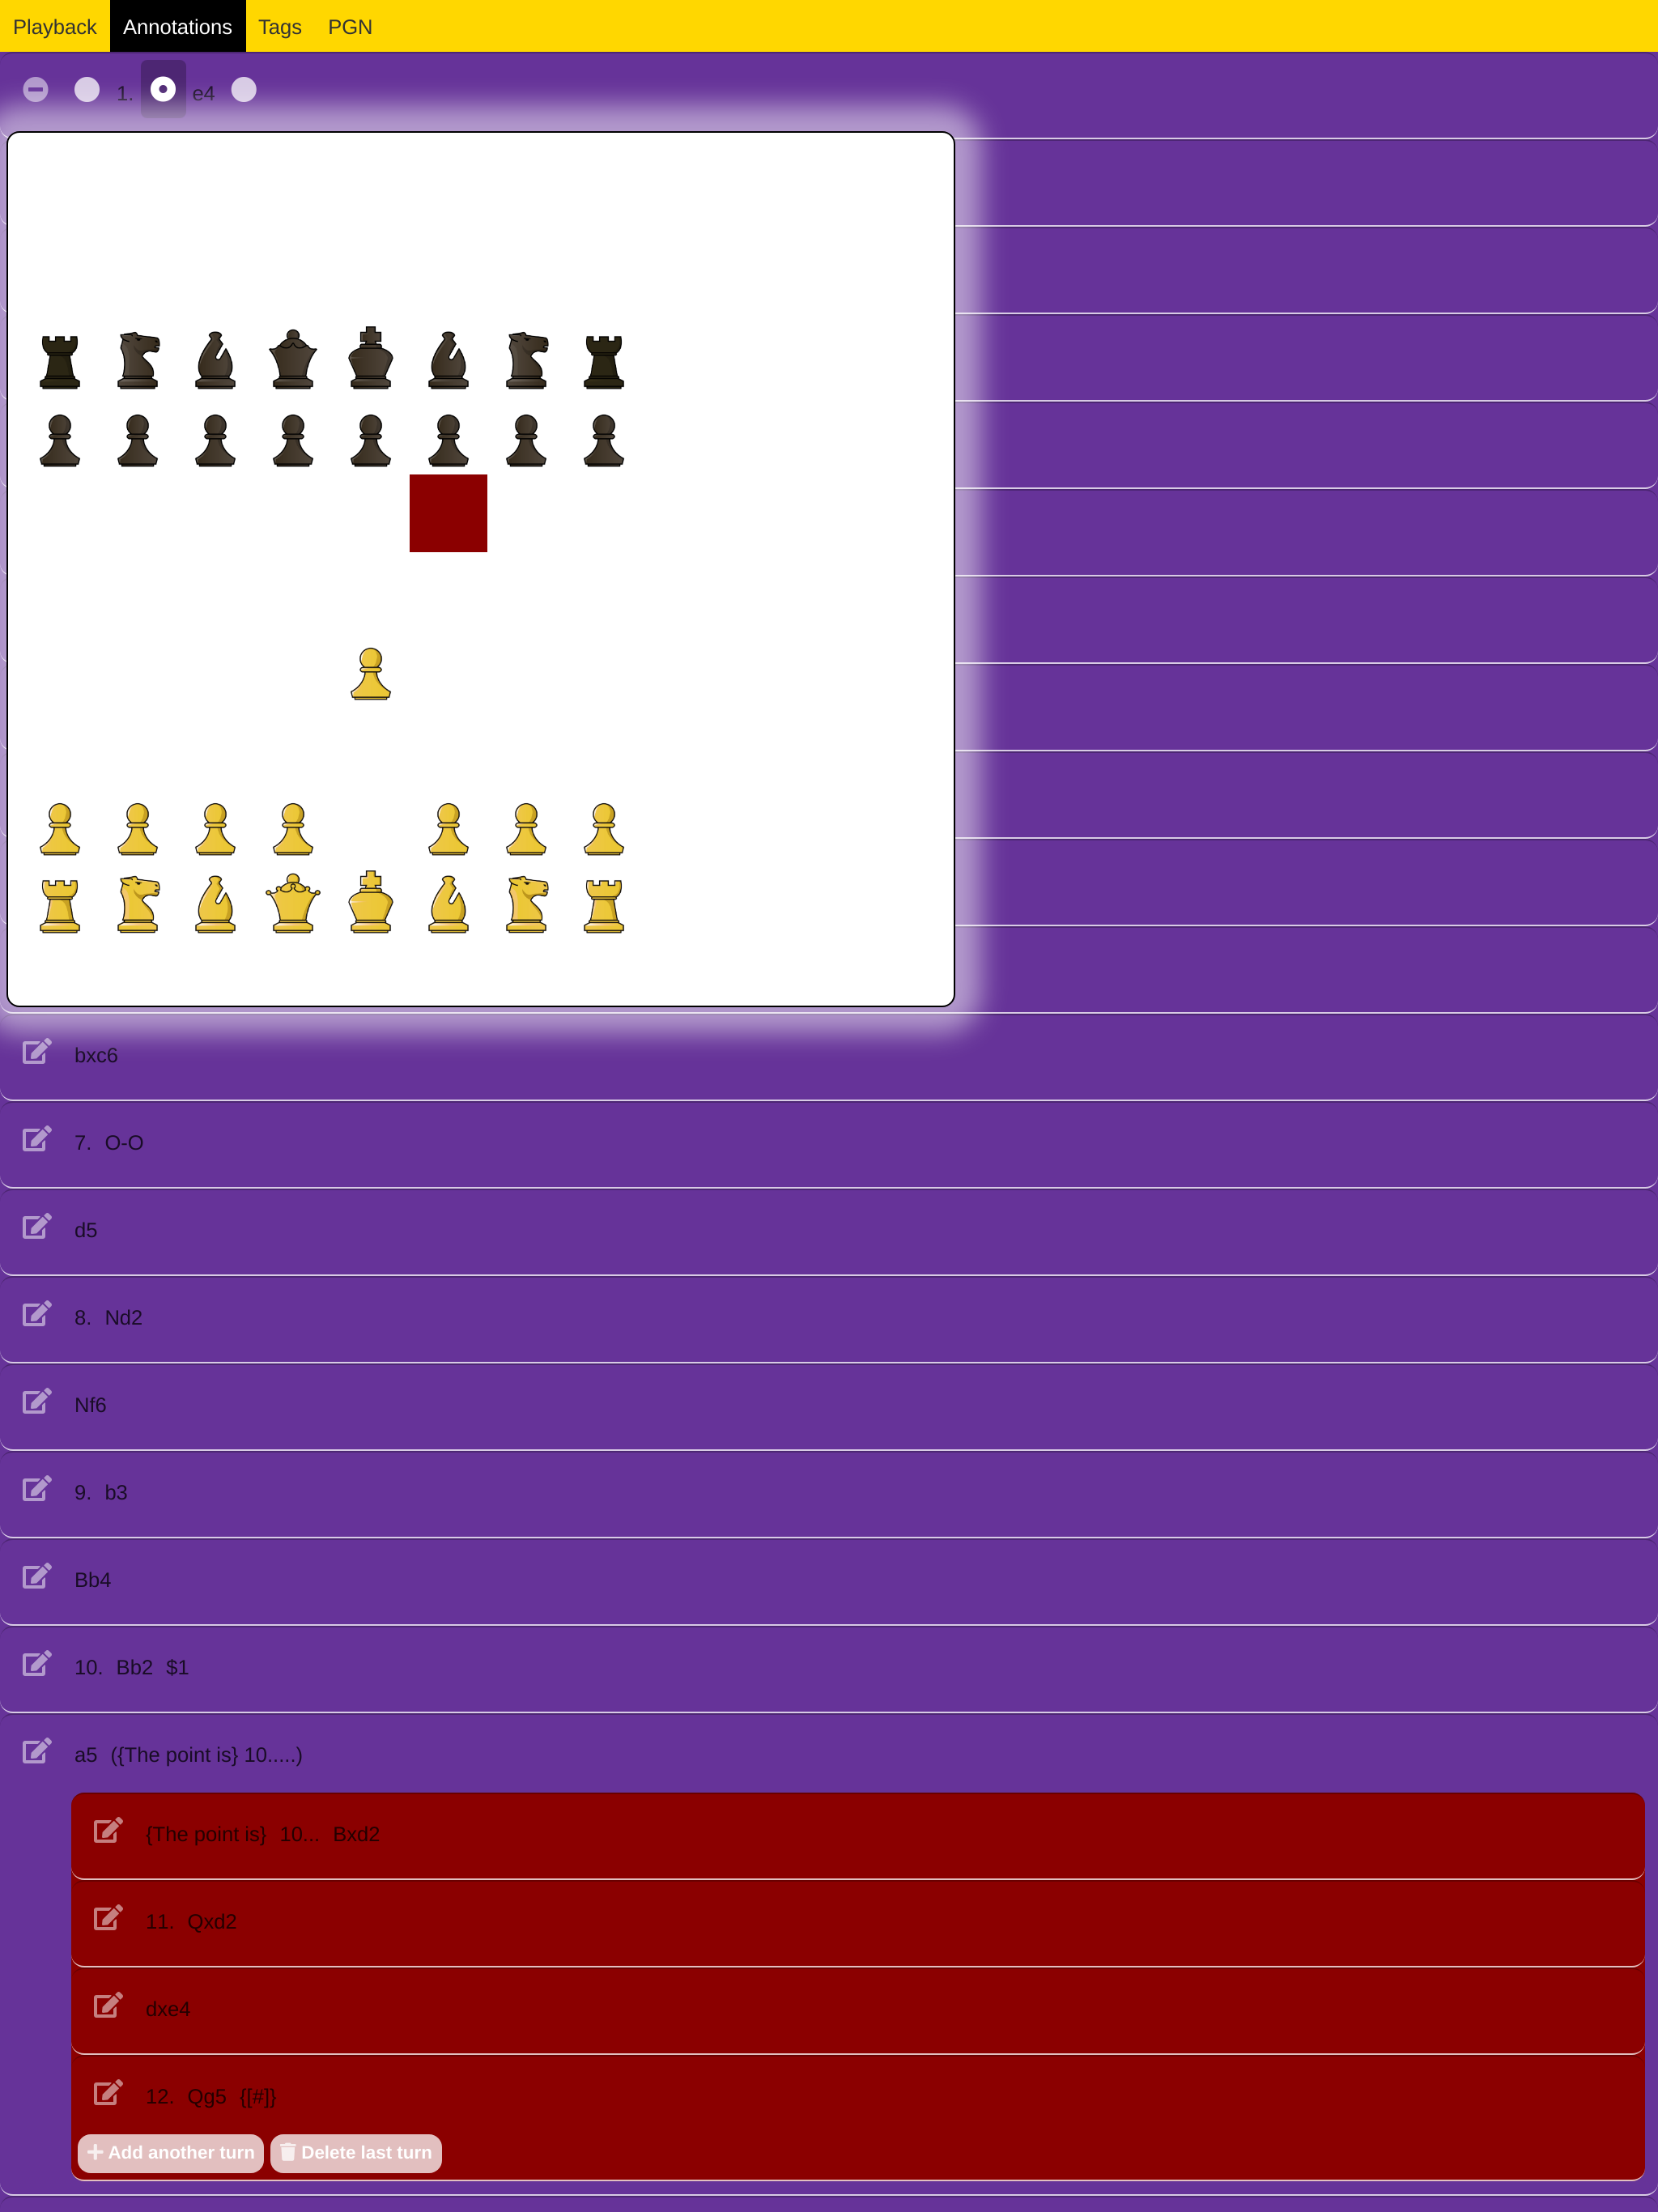 Playback Annotations Tags PGN
1. e4
bxc6
7. O-O
d5
8. Nd2
Nf6
9. b3
Bb4
10. Bb2 $1
a5 ({The point is} 10.....)
{The point is} 10... Bxd2
11. Qxd2
dxe4
12. Qg5 {[#]}
Add another turn Delete last turn